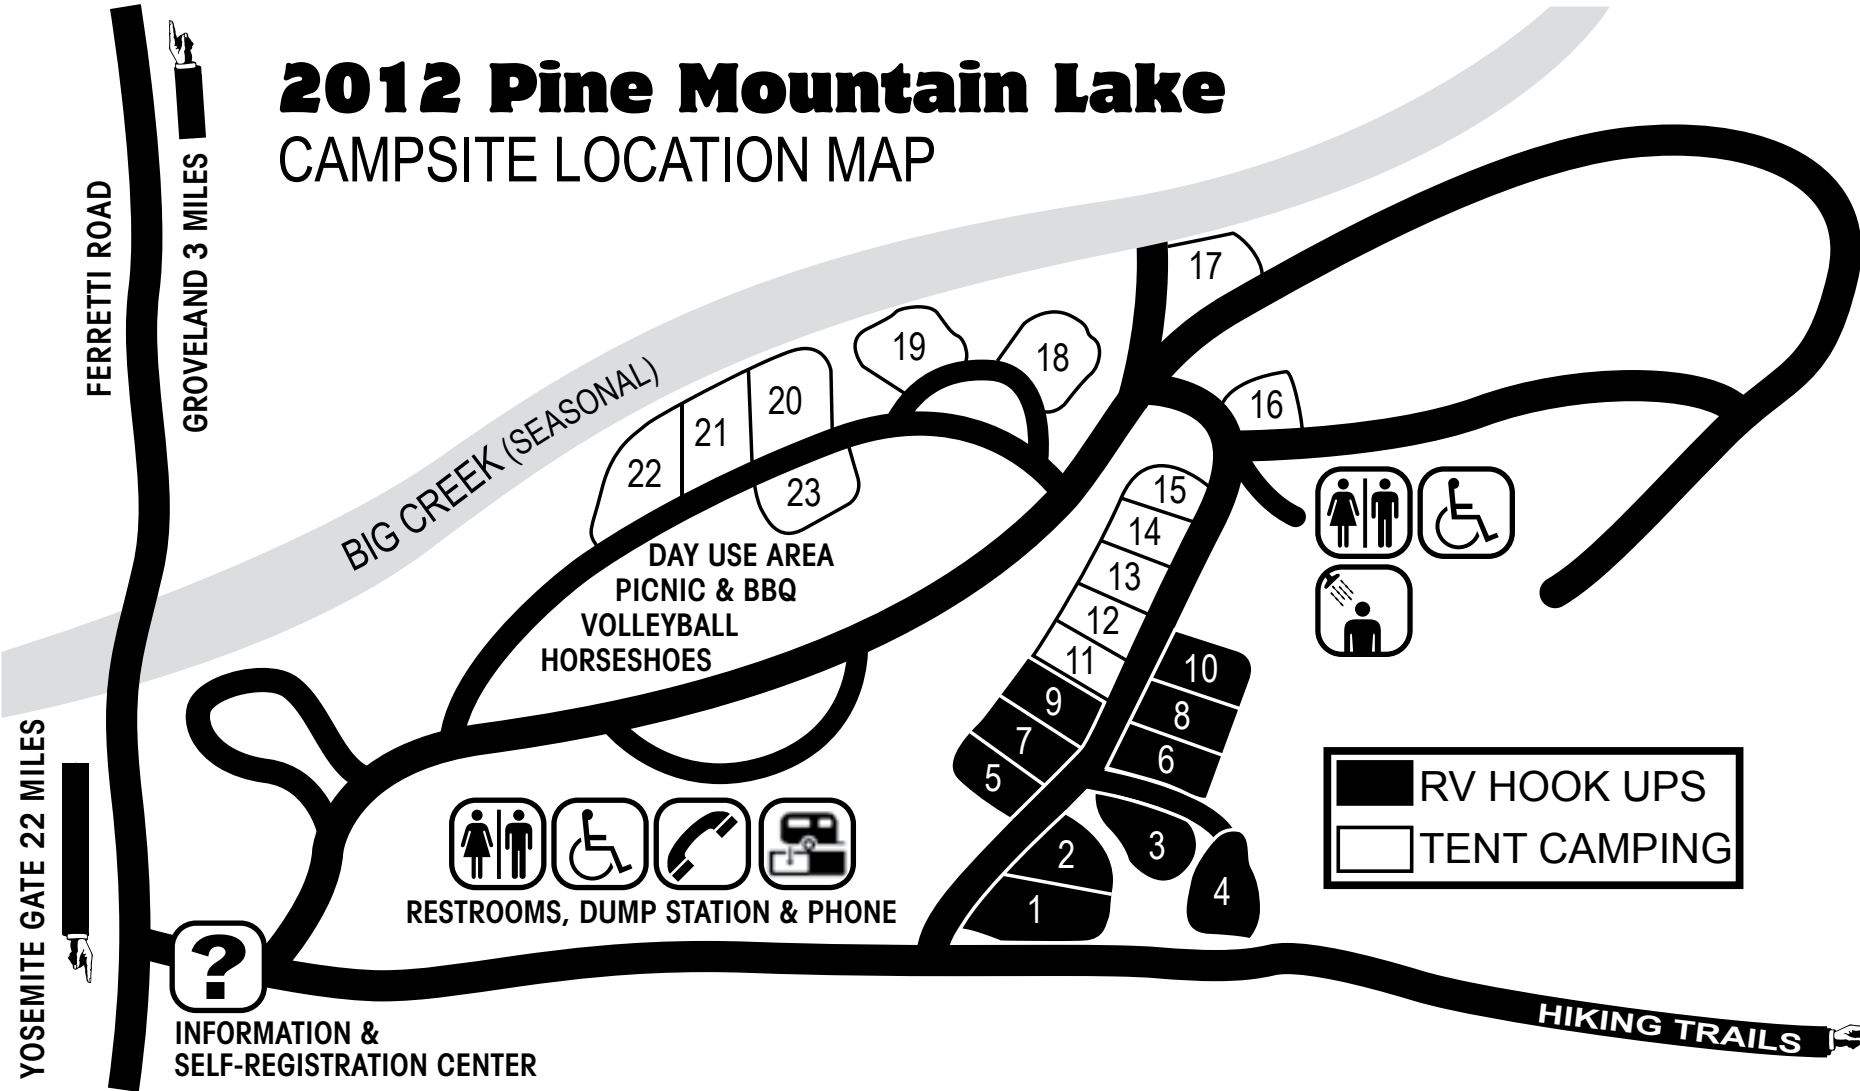 2012 Pine Mountain Lake
CAMPSITE LOCATION MAP
FERRETTI ROAD
GROVELAND 3 MILES
BIG CREEK (SEASONAL)
17
19
18
16
20
21
22
23
15
14
13
12
11
10
9
8
7
6
5
DAY USE AREA
PICNIC & BBQ
VOLLEYBALL
HORSESHOES
3
2
4
1
RV HOOK UPS
TENT CAMPING
YOSEMITE GATE 22 MILES
RESTROOMS, DUMP STATION & PHONE
?
INFORMATION &
SELF-REGISTRATION CENTER
HIKING TRAILS